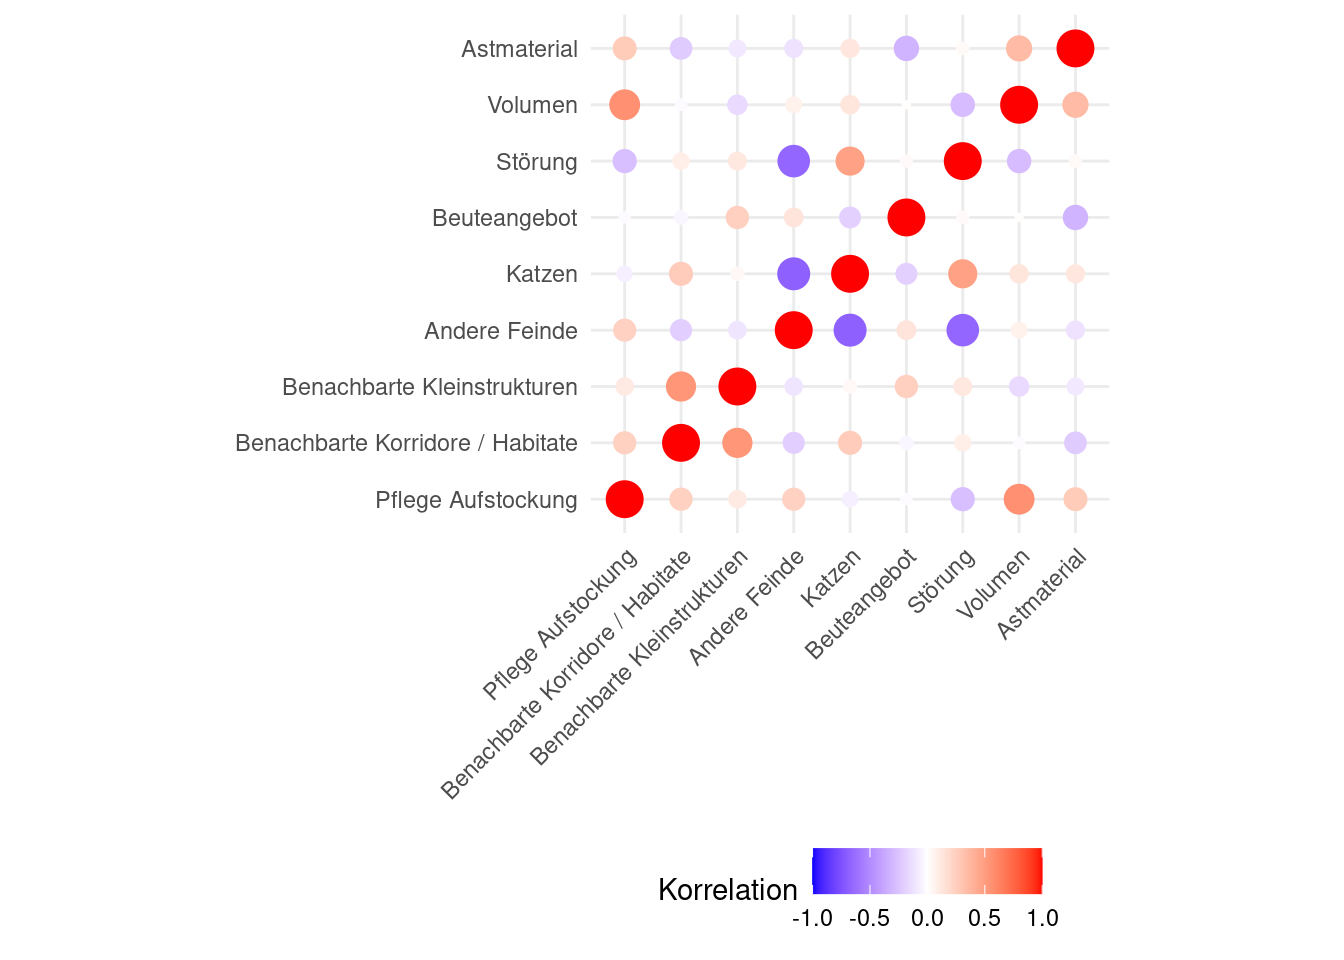 Astmaterial
Volumen
Störung
Beuteangebot
Katzen
Andere Feinde
Benachbarte Kleinstrukturen
Benachbarte Korridore / Habitate
Pflege Aufstockung
Pflege Aufstockung
Benachbarte Korridore / Habitate
Benachbarte Kleinstrukturen
Andere Feinde
Katzen
Beuteangebot
Störung
Volumen
Astmaterial
Korrelation
-1.0 -0.5 0.0 0.5 1.0